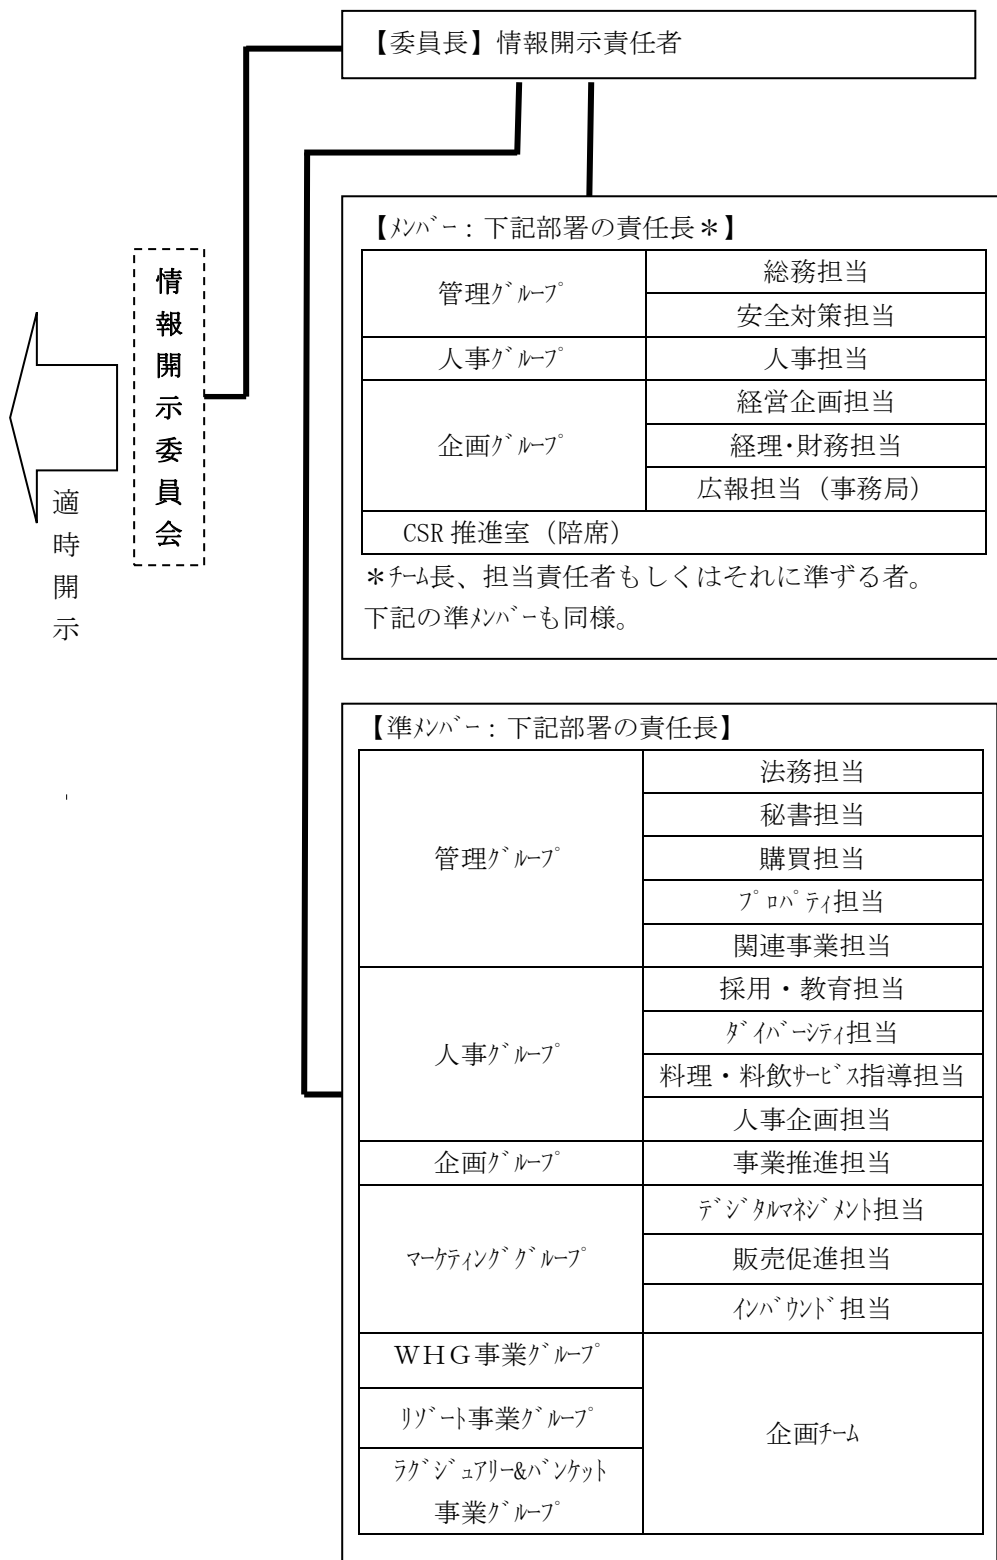 【委員長】情報開示責任者
【ﾒﾝﾊﾞｰ：下記部署の責任長＊】
管理ｸﾞﾙｰﾌﾟ
総務担当
安全対策担当
人事ｸﾞﾙｰﾌﾟ
人事担当
企画ｸﾞﾙｰﾌﾟ
経営企画担当
経理・財務担当
広報担当（事務局）
CSR 推進室（陪席）
＊ﾁｰﾑ長、担当責任者もしくはそれに準ずる者。
下記の準ﾒﾝﾊﾞｰも同様。
情報開示委員会
適時開示
【準ﾒﾝﾊﾞｰ：下記部署の責任長】
管理ｸﾞﾙｰﾌﾟ
法務担当
秘書担当
購買担当
ﾌﾟﾛﾊﾟﾃｨ担当
関連事業担当
人事ｸﾞﾙｰﾌﾟ
採用・教育担当
ﾀﾞｲﾊﾞｰｼﾃｨ担当
料理・料飲ｻｰﾋﾞｽ指導担当
人事企画担当
企画ｸﾞﾙｰﾌﾟ
事業推進担当
ﾏｰｹﾃｨﾝｸﾞｸﾞﾙｰﾌﾟ
ﾃﾞｼﾞﾀﾙﾏﾈｼﾞﾒﾝﾄ担当
販売促進担当
ｲﾝﾊﾞｳﾝﾄﾞ担当
ＷＨＧ事業ｸﾞﾙｰﾌﾟ
ﾘｿﾞｰﾄ事業ｸﾞﾙｰﾌﾟ
ﾗｸﾞｼﾞｭｱﾘｰ&ﾊﾞﾝｹｯﾄ
事業ｸﾞﾙｰﾌﾟ
企画ﾁｰﾑ